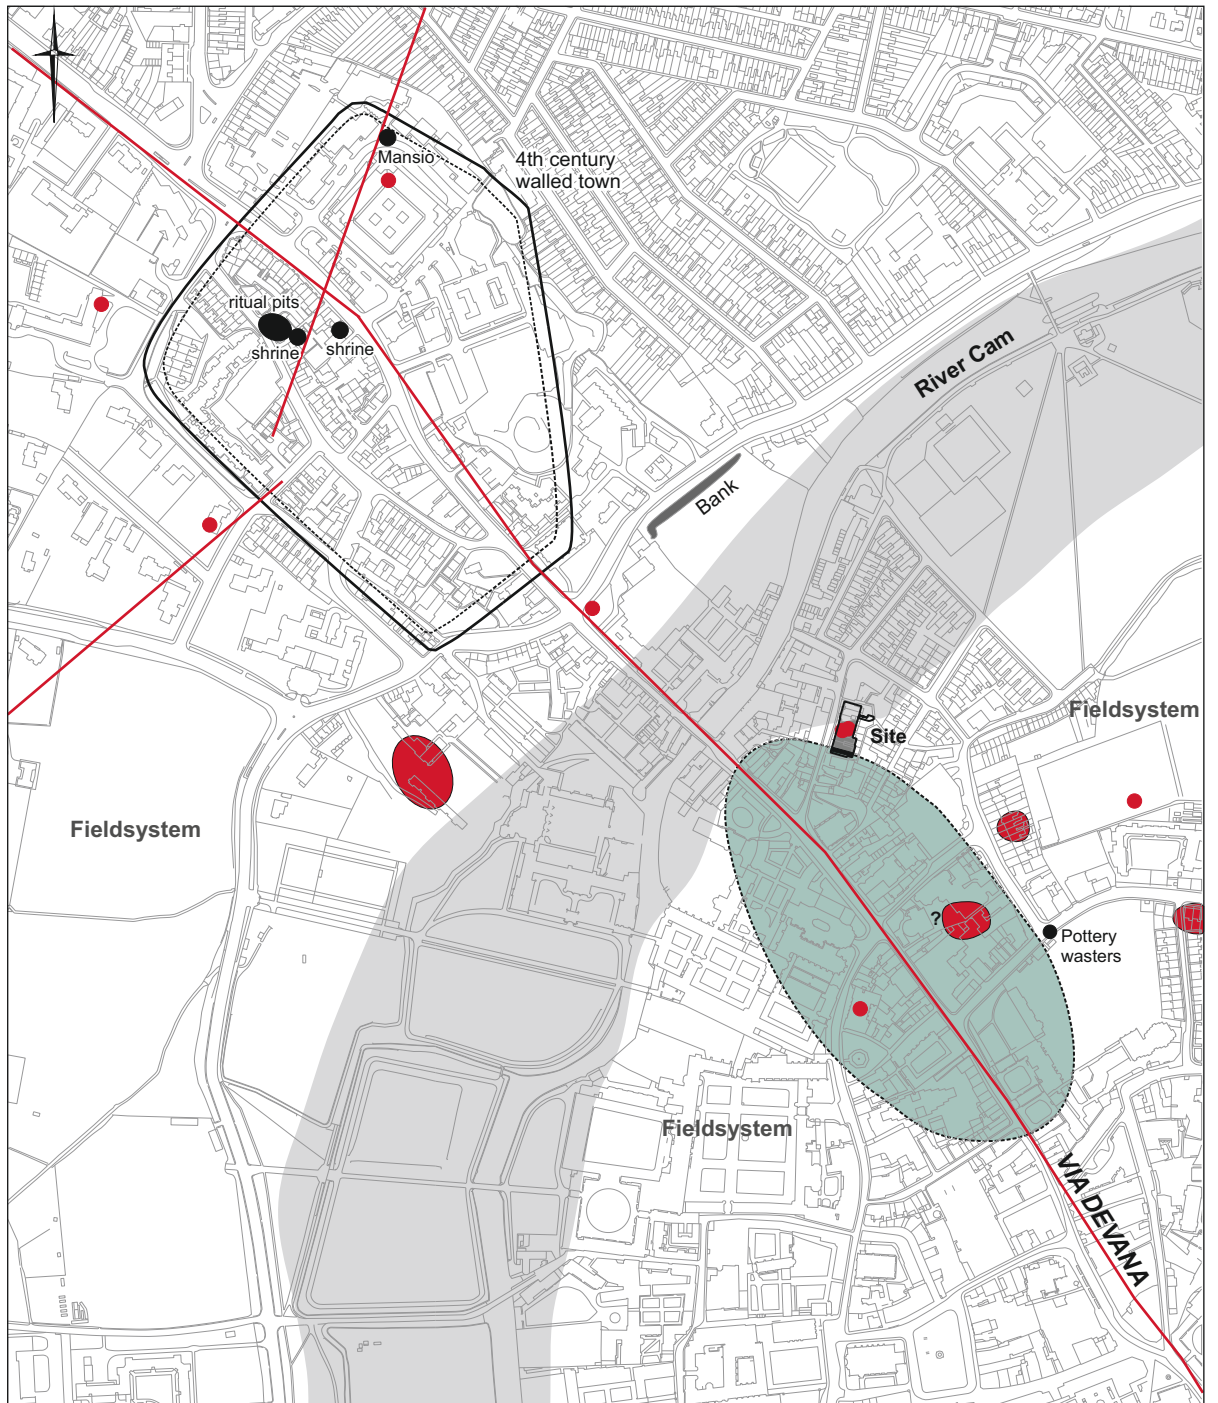 4th century
walled town
Mansio
ritual pits
shrine
shrine
River Cam
Bank
Fieldsystem
Site
Fieldsystem
?
Pottery
wasters
Fieldsystem
VIA DEVANA